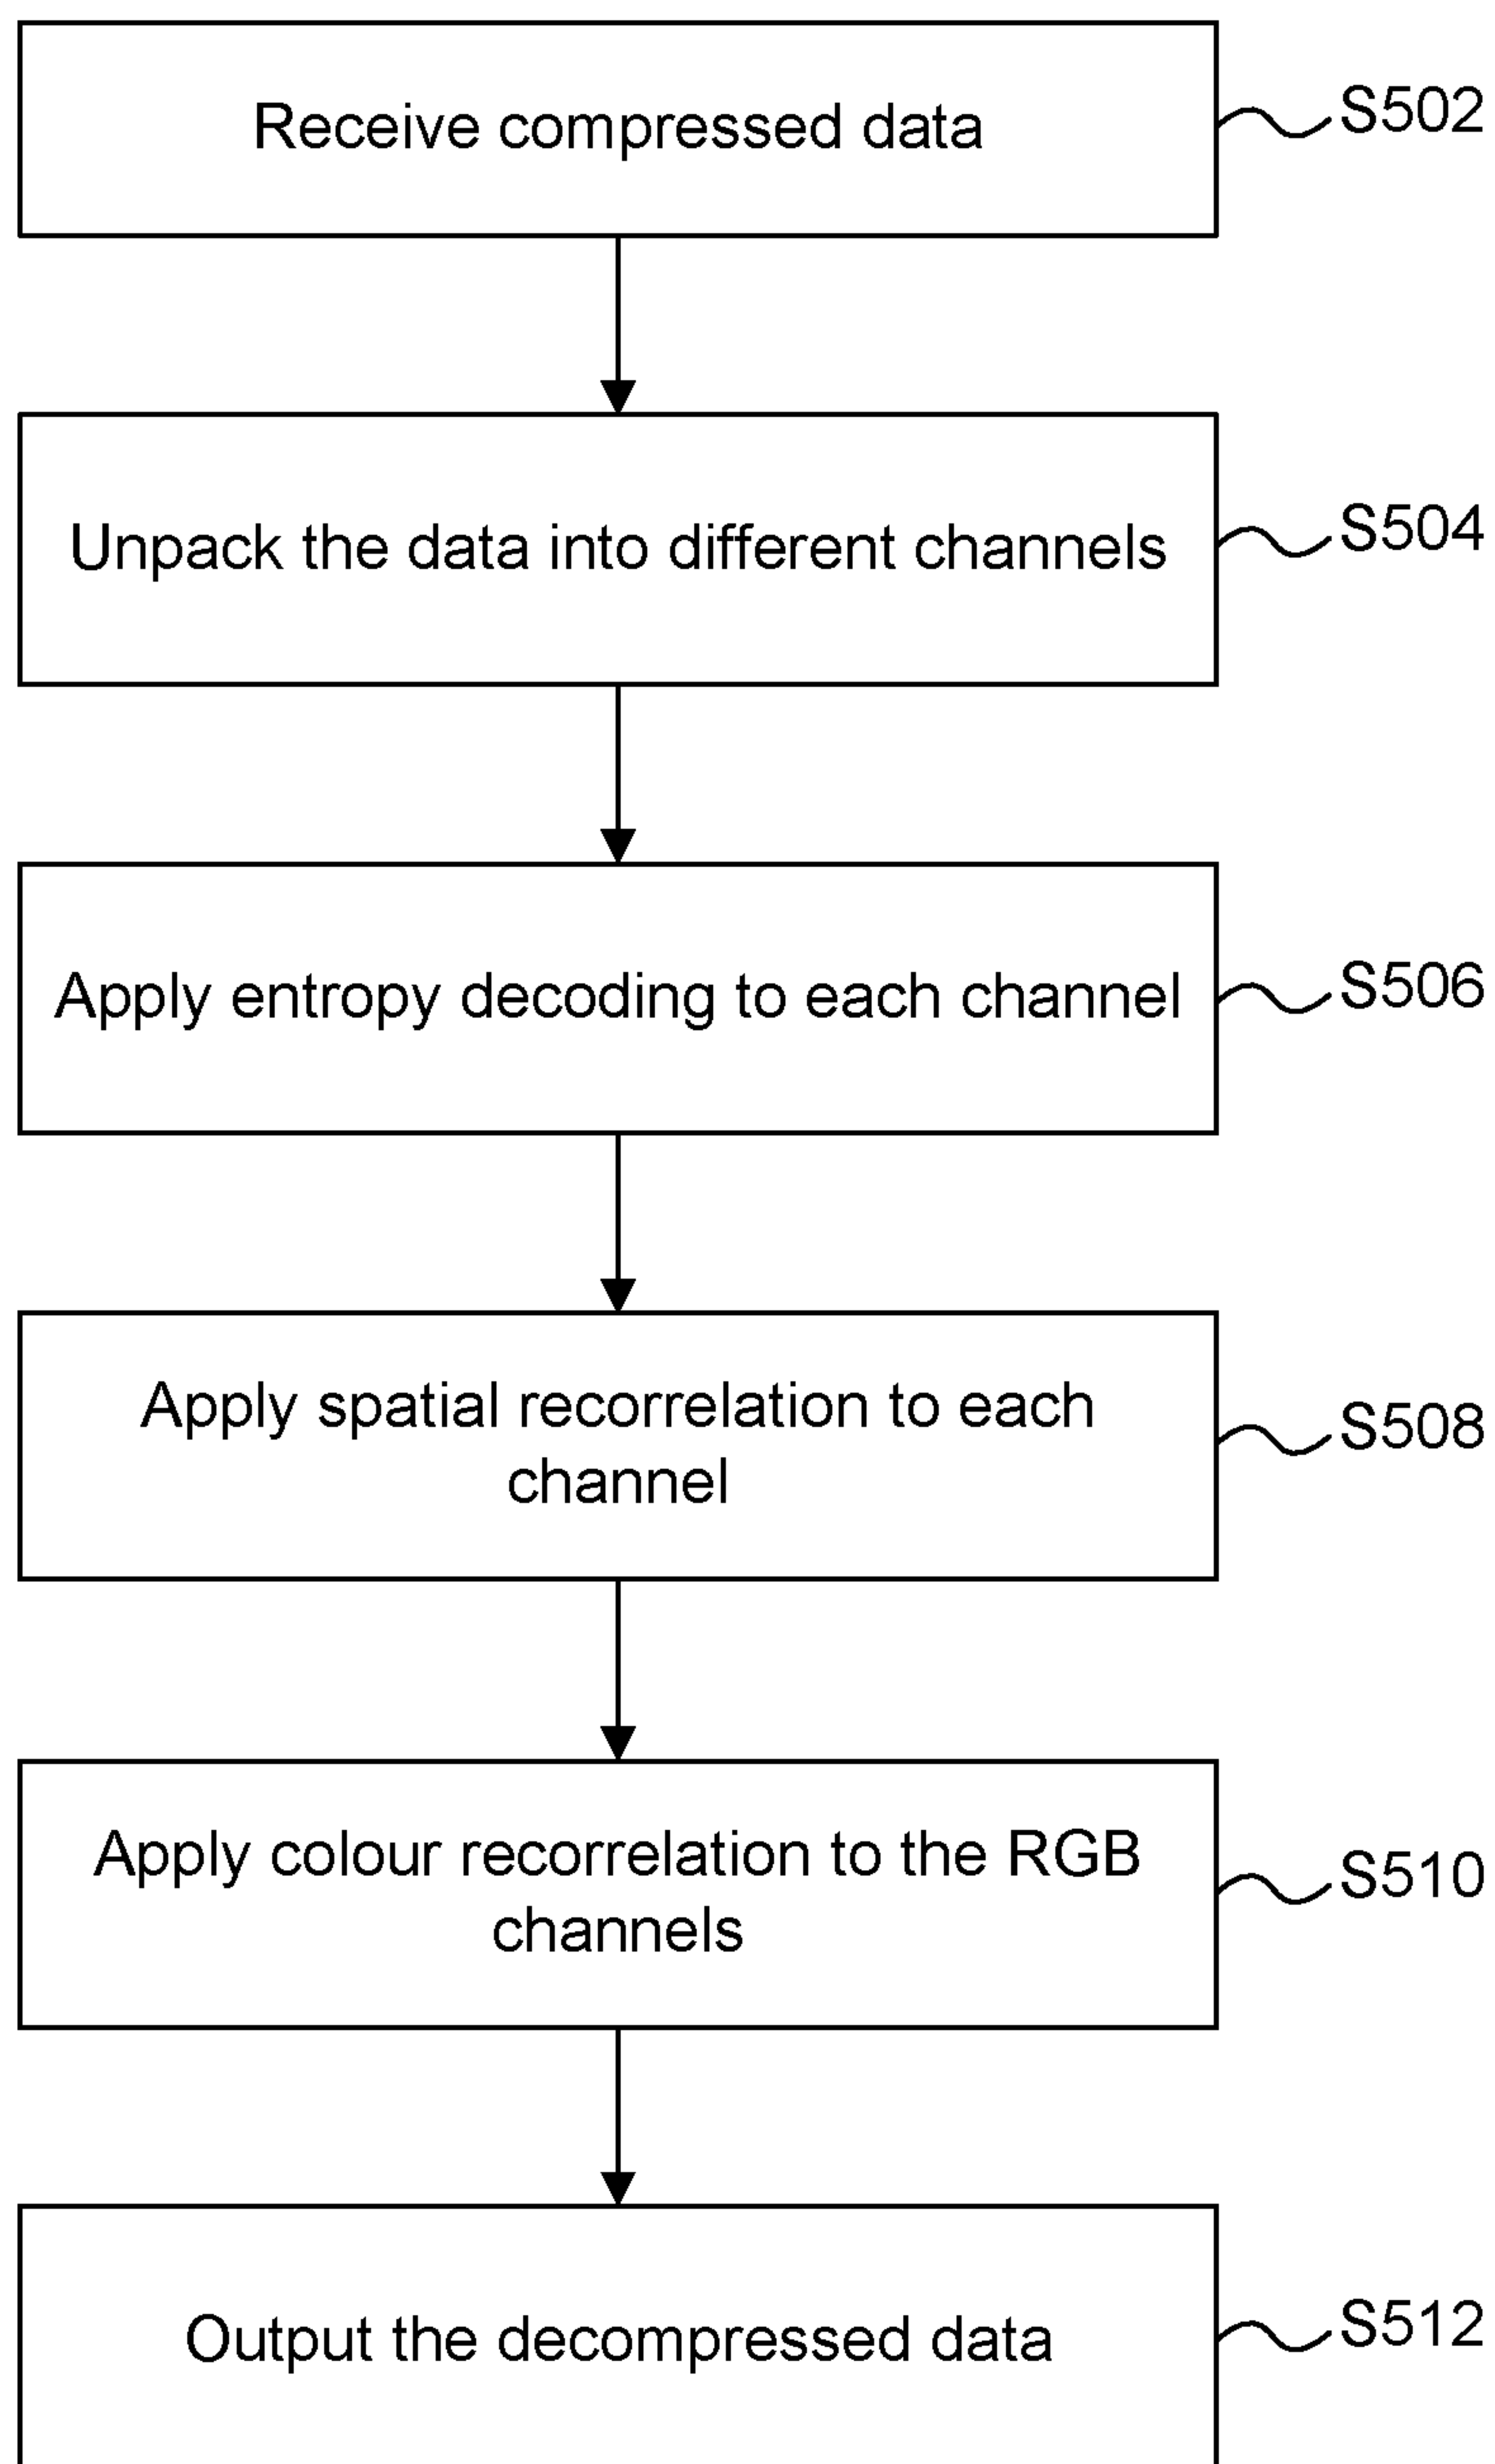 Receive compressed data
S502
Unpack the data into different channels
S504
Apply entropy decoding to each channel
S506
Apply spatial recorrelation to each
channel
S508
Apply colour recorrelation to the RGB
channels
S510
Output the decompressed data
S512